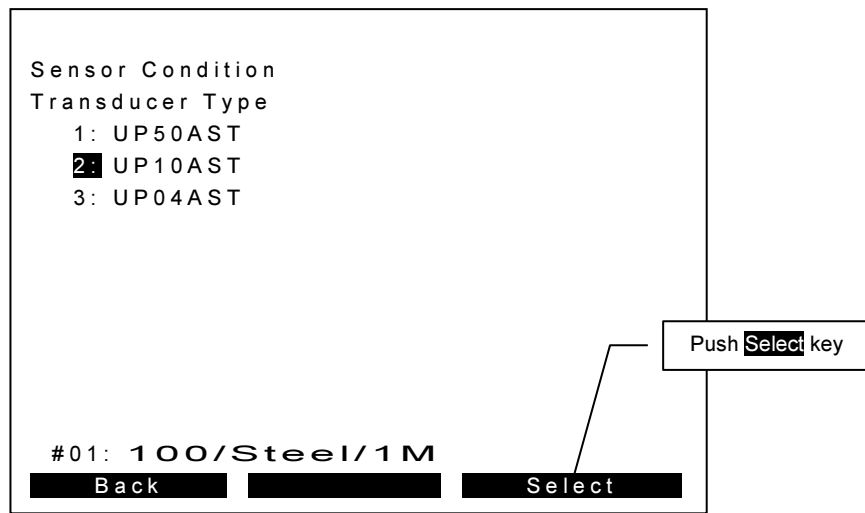 Sensor Condition
Transducer Type
1: UP50AST
2: UP10AST
3: UP04AST
Push Select key
#01: 100/Steel/1M
Back Select